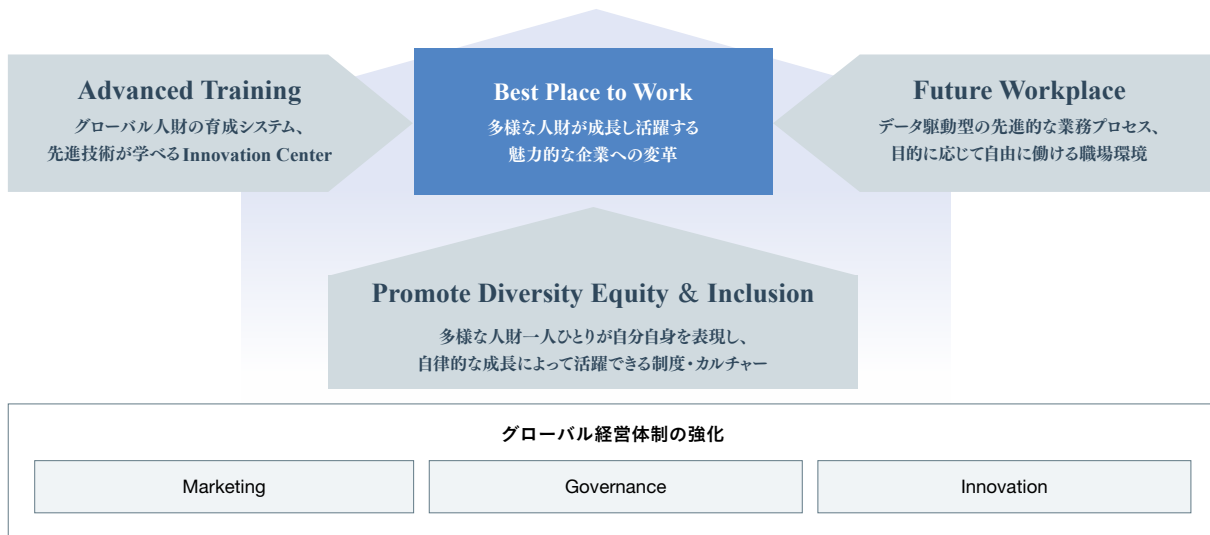 Advanced Training
グローバル人財の育成システム、
先進技術が学べるInnovation Center
Best Place to Work
多様な人財が成長し活躍する
魅力的な企業への変革
Future Workplace
データ駆動型の先進的な業務プロセス、
目的に応じて自由に働ける職場環境
Promote Diversity Equity & Inclusion
多様な人財一人ひとりが自分自身を表現し、
自律的な成長によって活躍できる制度・カルチャー
グローバル経営体制の強化
Marketing
Governance
Innovation